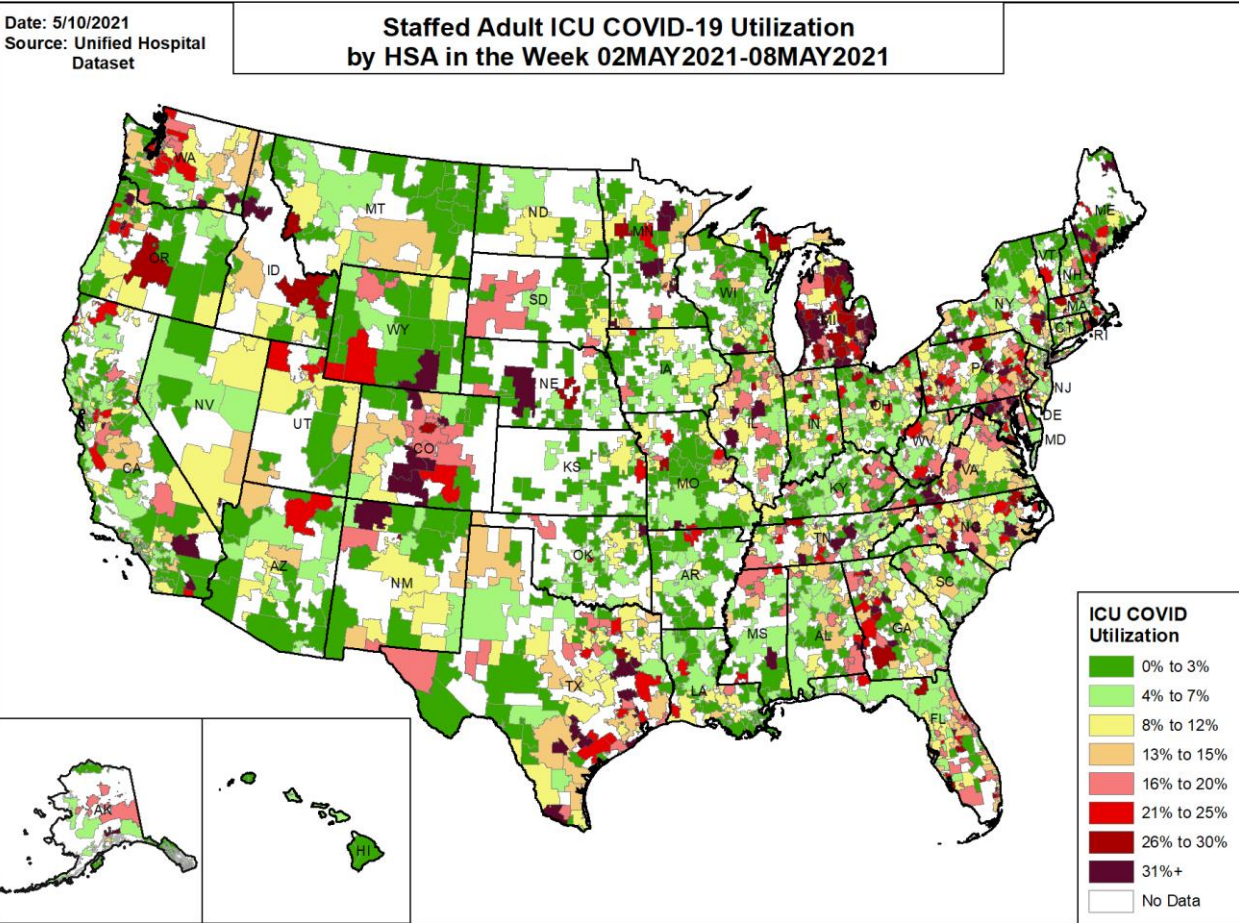 Date: 5/10/2021
Source: Unified Hospital
Dataset
Staffed Adult ICU COVID-19 Utilization
by HSA in the Week 02MAY2021-08MAY2021
WA
MT
ND
MN
ME
OR
ID
SD
WI
VT
NH
NY
MA
CT
RI
WY
MI
IA
NE
PA
NJ
NV
UT
OH
IL
IN
DE
MD
CO
WV
CA
KS
MO
KY
VA
NC
TN
OK
AZ
NM
AR
SC
MS
AL
GA
TX
LA
FL
AK
HI
ICU COVID
Utilization
0% to 3%
4% to 7%
8% to 12%
13% to 15%
16% to 20%
21% to 25%
26% to 30%
31%+
No Data